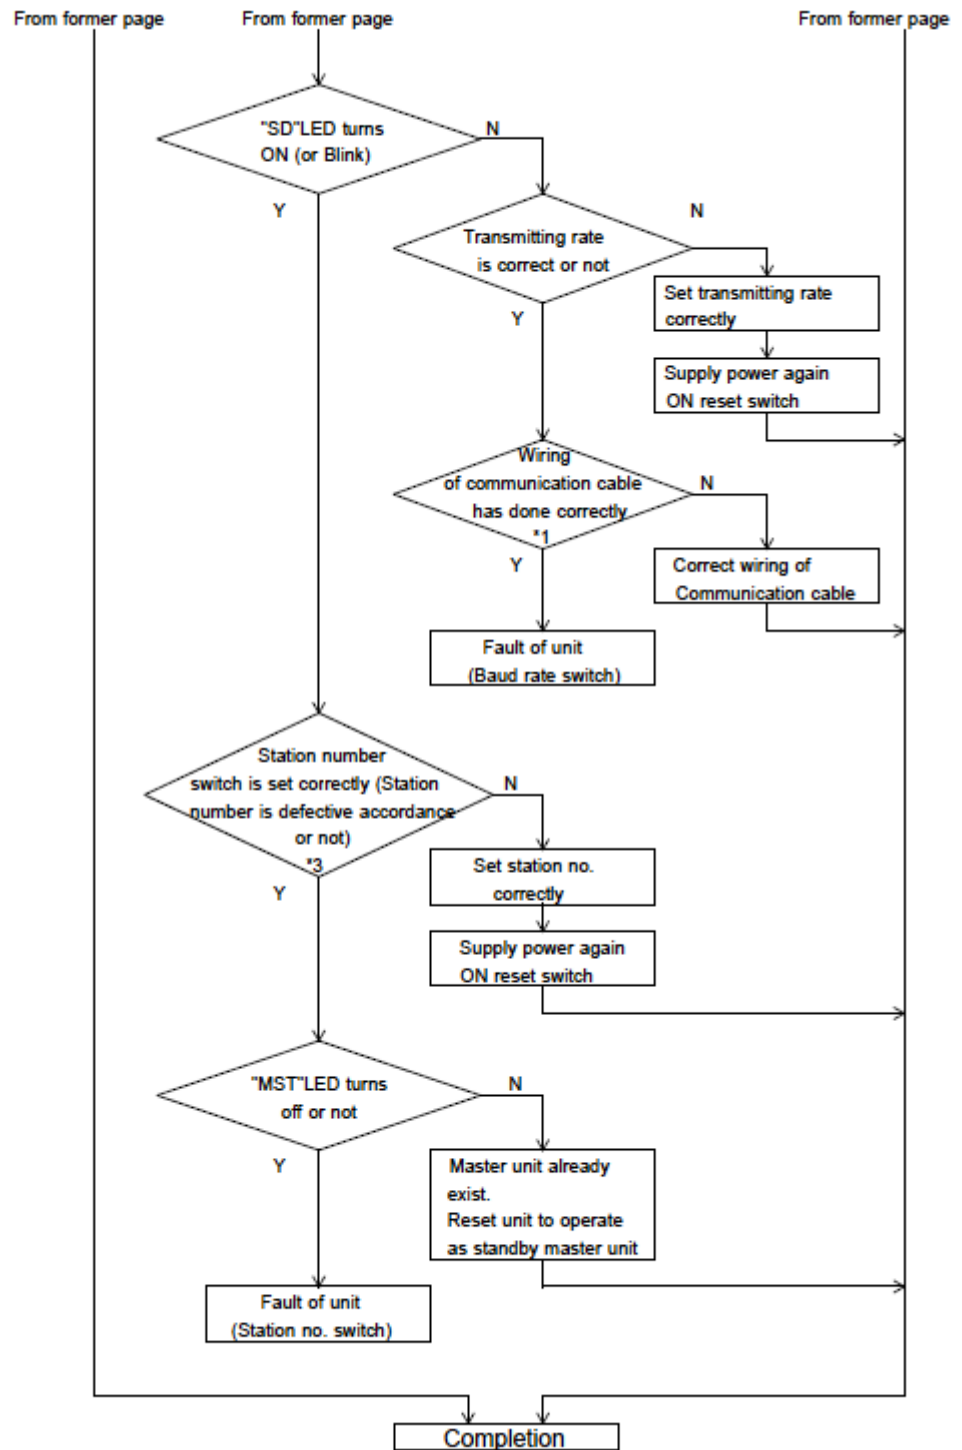 From former page
From former page
From former page
"SD"LED turns
ON (or Blink)
N
Y
Transmitting rate
is correct or not
N
Y
Set transmitting rate
correctly
Supply power again
ON reset switch
Wiring
of communication cable
has done correctly
*1
N
Y
Correct wiring of
Communication cable
Fault of unit
(Baud rate switch)
Station number
switch is set correctly (Station
number is defective accordance
or not)
*3
N
Y
Set station no.
correctly
Supply power again
ON reset switch
"MST"LED turns
off or not
N
Y
Master unit already
exist.
Reset unit to operate
as standby master unit
Fault of unit
(Station no. switch)
Completion